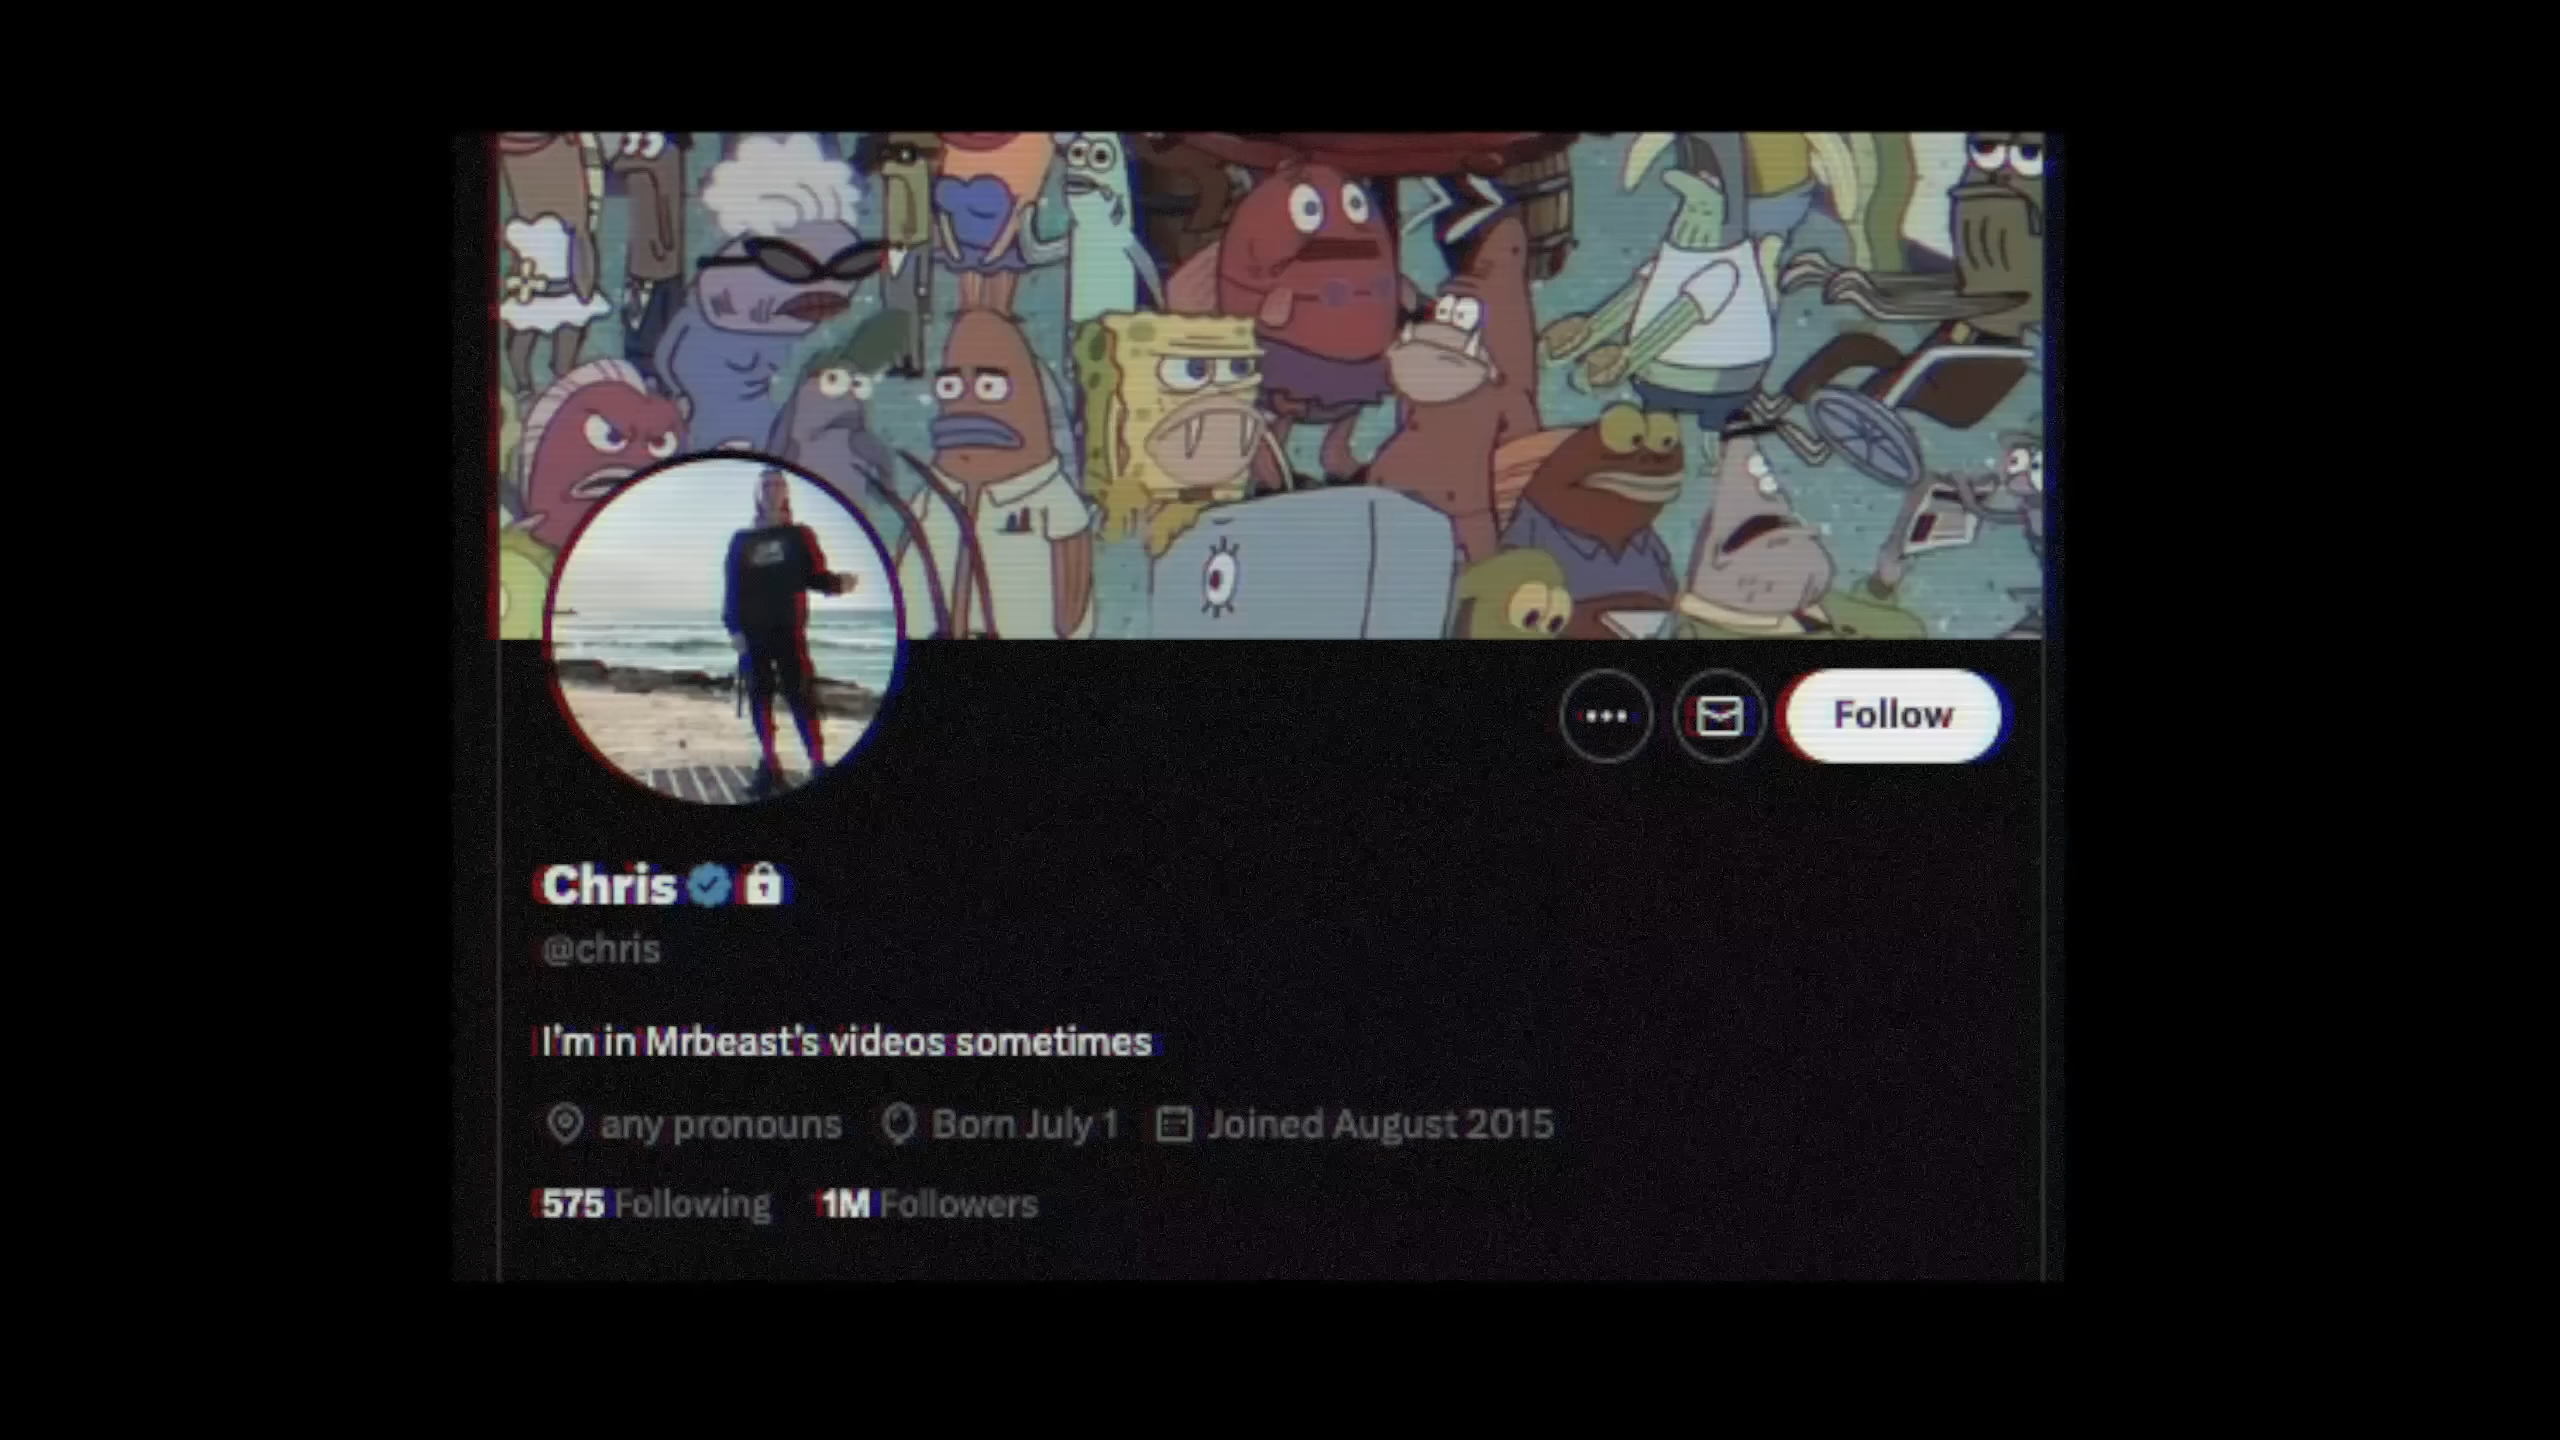 Follow
Chris
@chris
I'm in Mrbeast's videos sometimes
any pronouns Born July 1 Joined August 2015
575 Following 1M Followers